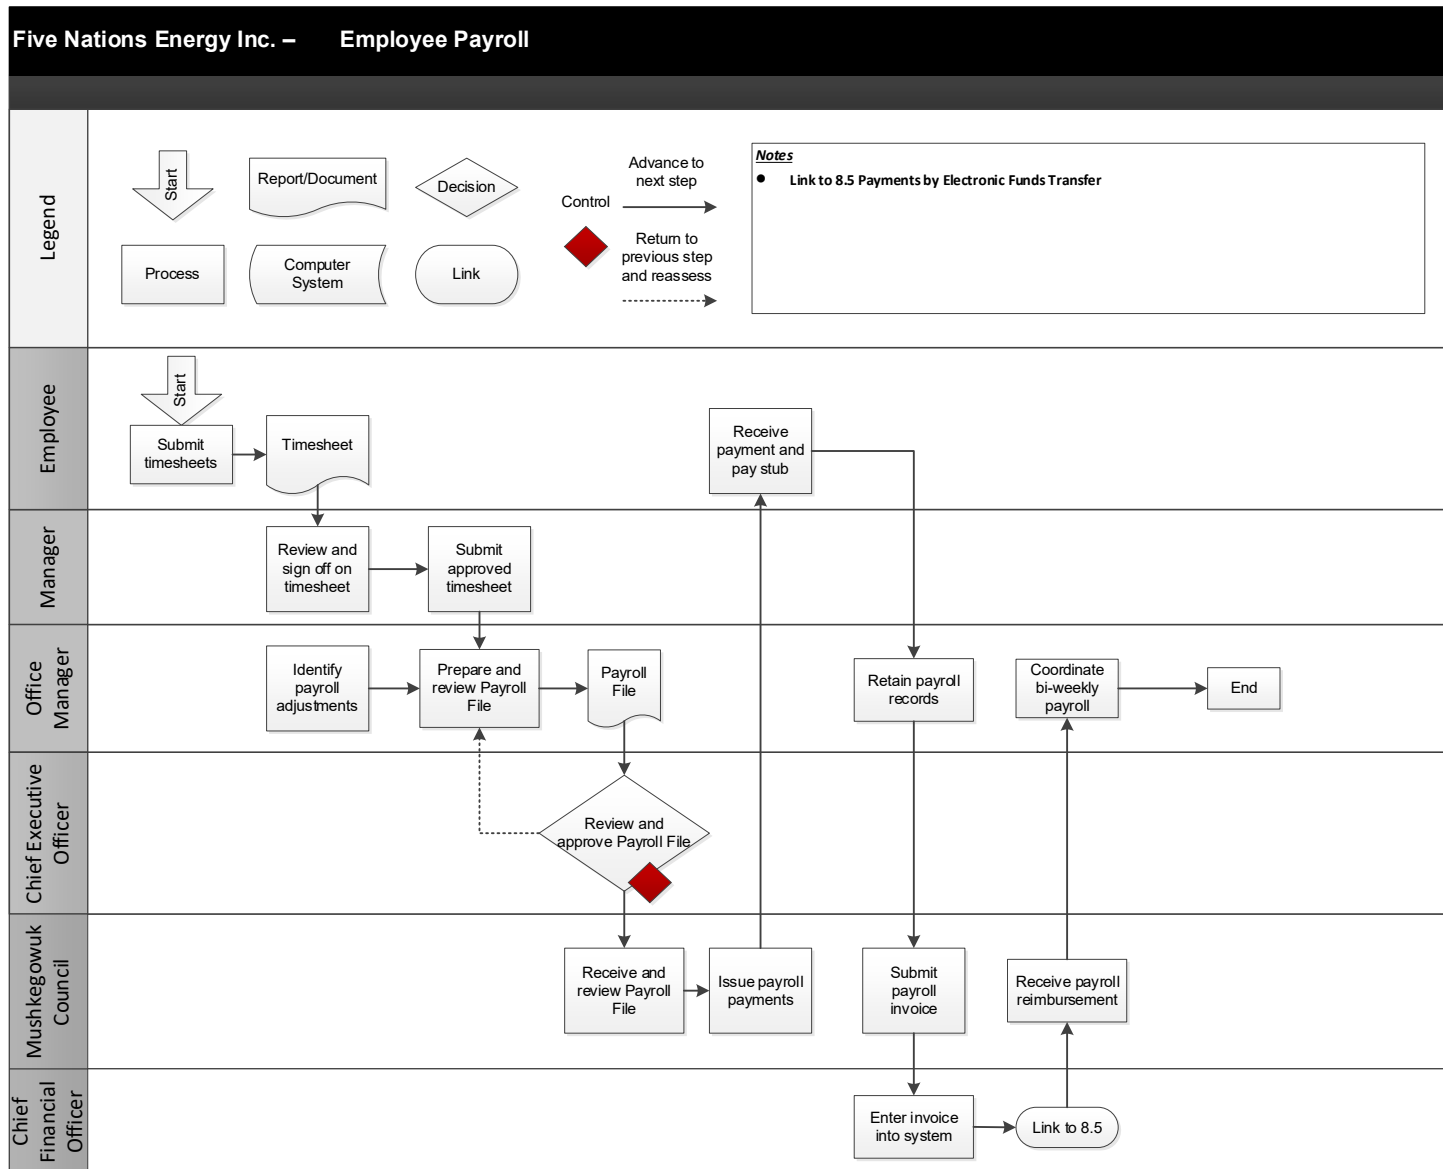 Five Nations Energy Inc. – Employee Payroll
Legend
Start
Report/Document
Decision
Process
Computer
System
Link
Control
Advance to
next step
Return to
previous step
and reassess
Notes
● Link to 8.5 Payments by Electronic Funds Transfer
Employee
Start
Submit
timesheets
Timesheet
Receive
payment and
pay stub
Manager
Review and
sign off on
timesheet
Submit
approved
timesheet
Office
Manager
Identify
payroll
adjustments
Prepare and
review Payroll
File
Payroll
File
Retain payroll
records
Coordinate
bi-weekly
payroll
End
Chief Executive
Officer
Review and
approve Payroll File
Mushkegowuk
Council
Receive and
review Payroll
File
Issue payroll
payments
Submit
payroll
invoice
Receive payroll
reimbursement
Chief
Financial
Officer
Enter invoice
into system
Link to 8.5